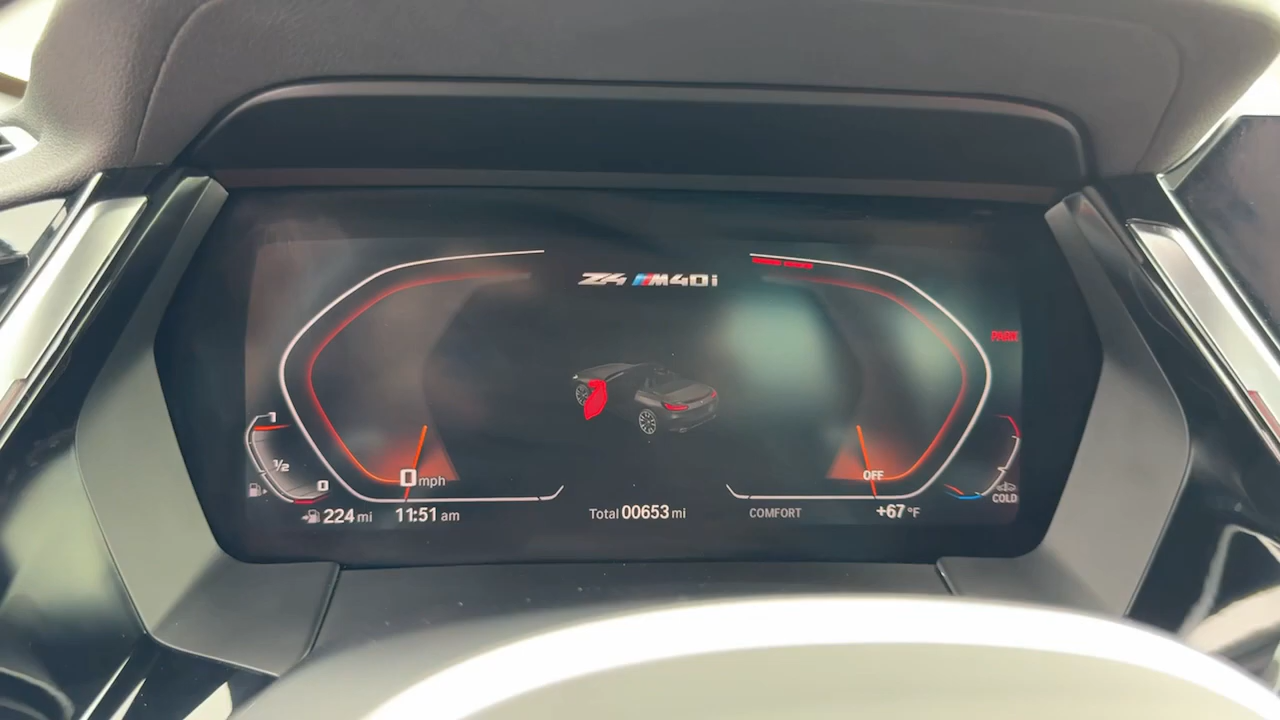 Z4 M40i
PARK
1
1/2
0
0 mph
OFF
COLD
224 mi
11:51 am
Total 00653 mi
COMFORT
+67 °F